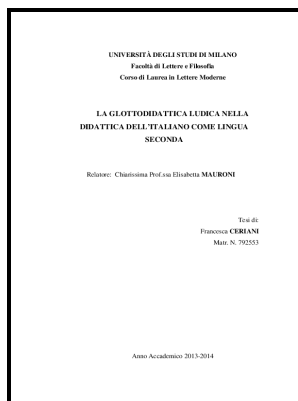 UNIVERSITÀ DEGLI STUDI DI MILANO
Facoltà di Lettere e Filosofia
Corso di Laurea in Lettere Moderne
LA GLOTTODIDATTICA LUDICA NELLA
DIDATTICA DELL'ITALIANO COME LINGUA
SECONDA
Relatore: Chiarissima Prof.ssa Elisabetta MAURONI
Tesi di:
Francesca CERIANI
Matr. N. 792553
Anno Accademico 2013-2014